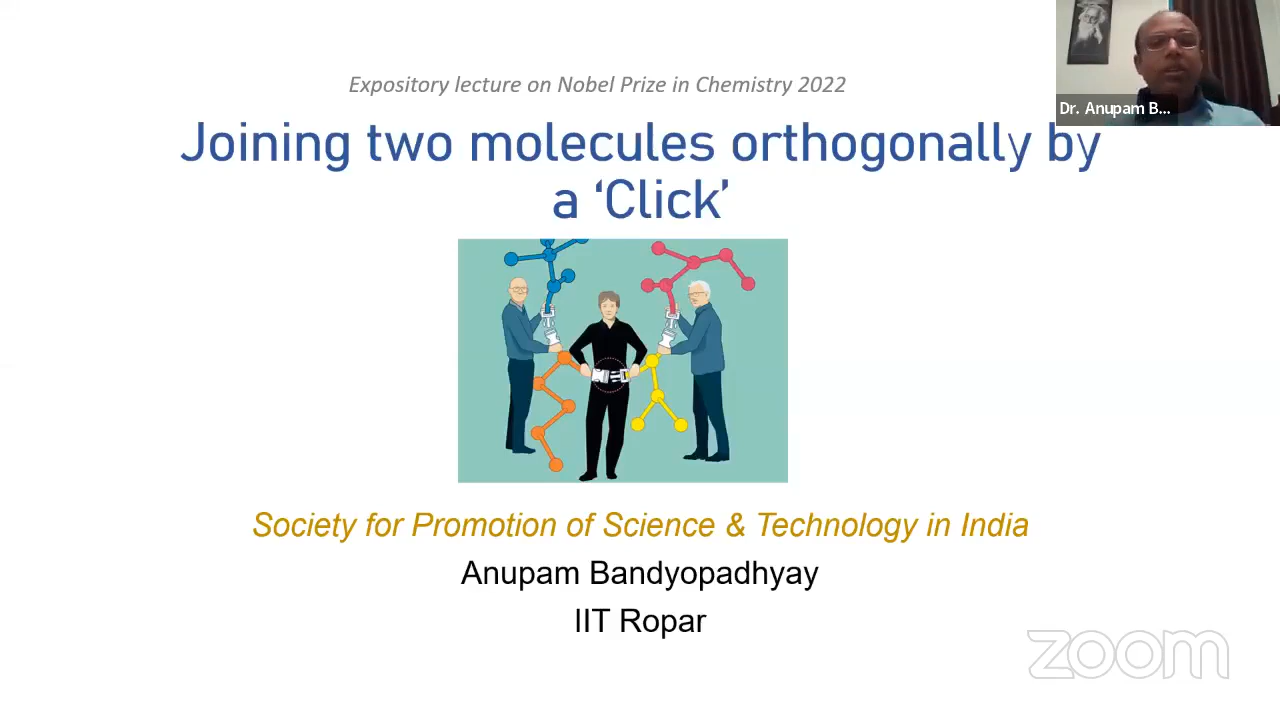 Expository lecture on Nobel Prize in Chemistry 2022
Dr. Anupam B...
Joining two molecules orthogonally by
a ‘Click’
Society for Promotion of Science & Technology in India
Anupam Bandyopadhyay
IIT Ropar
zoom